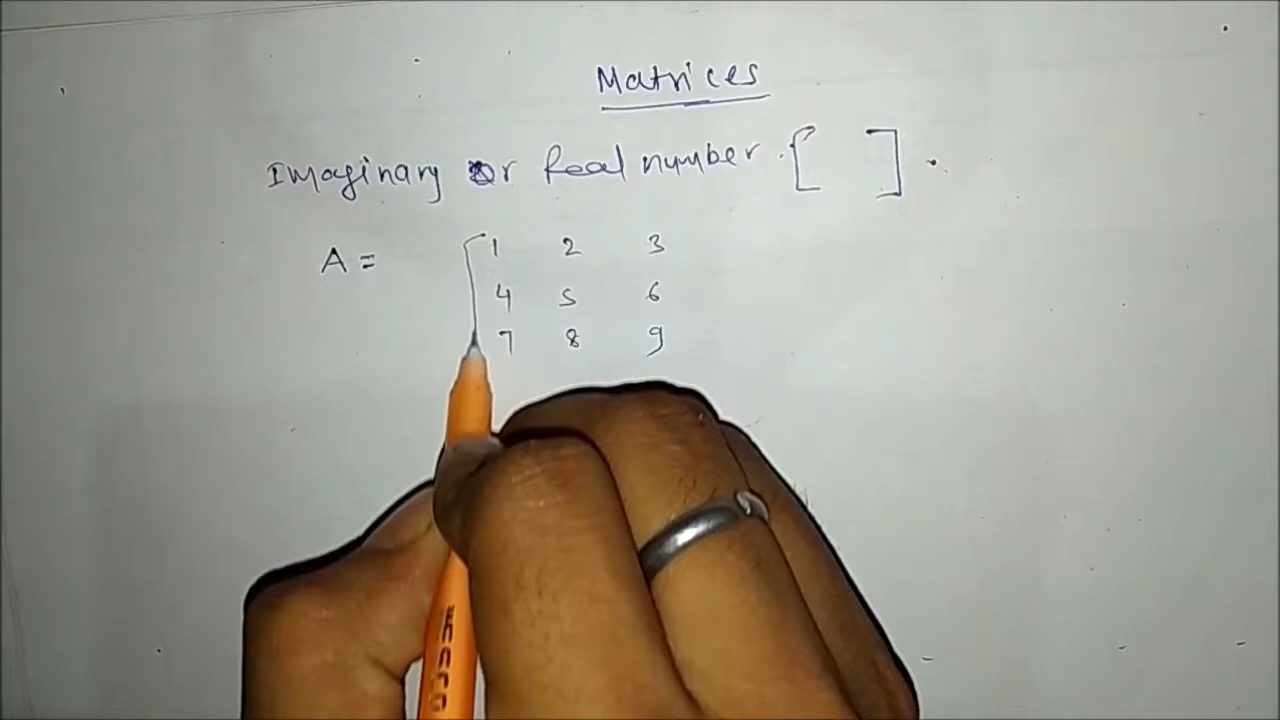 Matrices
Imaginary or Real number. [ ].
A = [ 1 2 3
4 5 6
7 8 9